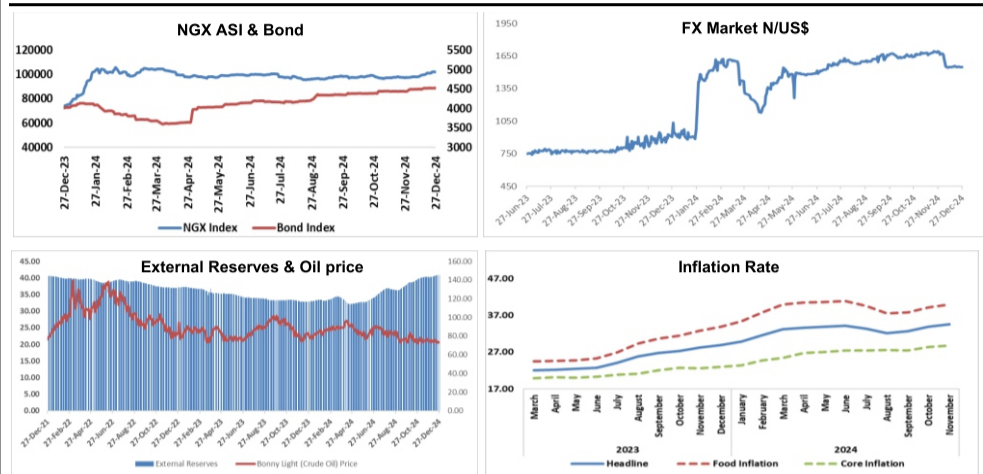 NGX ASI & Bond
120000
100000
80000
60000
40000
5500
5000
4500
4000
3500
3000
27-Dec-23
27-Jan-24
27-Feb-24
27-Mar-24
27-Apr-24
27-May-24
27-Jun-24
27-Jul-24
27-Aug-24
27-Sep-24
27-Oct-24
27-Nov-24
27-Dec-24
NGX Index
Bond Index
FX Market N/US$
1950
1650
1350
1050
750
450
27-Jun-23
27-Jul-23
27-Aug-23
27-Sep-23
27-Oct-23
27-Nov-23
27-Dec-23
27-Jan-24
27-Feb-24
27-Mar-24
27-Apr-24
27-May-24
27-Jun-24
27-Jul-24
27-Aug-24
27-Sep-24
27-Oct-24
27-Nov-24
27-Dec-24
External Reserves & Oil price
45.00
40.00
35.00
30.00
25.00
20.00
15.00
10.00
5.00
0.00
160.00
140.00
120.00
100.00
80.00
60.00
40.00
20.00
0.00
27-Dec-21
27-Feb-22
27-Apr-22
27-Jun-22
27-Aug-22
27-Oct-22
27-Dec-22
27-Feb-23
27-Apr-23
27-Jun-23
27-Aug-23
27-Oct-23
27-Dec-23
27-Feb-24
27-Apr-24
27-Jun-24
27-Aug-24
27-Oct-24
27-Dec-24
External Reserves
Bonny Light (Crude Oil) Price
Inflation Rate
47.00
37.00
27.00
17.00
March
April
May
June
July
August
September
October
November
December
January
February
March
April
May
June
July
August
September
October
November
2023
2024
Headline
Food Inflation
Core Inflation